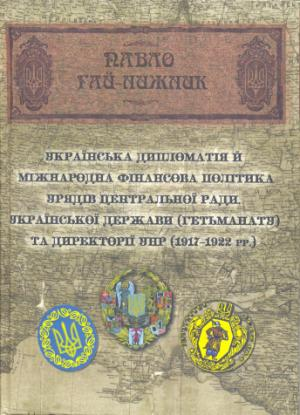 ПАВЛО
ГАЙ-НИЖНИК
УКРАЇНСЬКА ДИПЛОМАТІЯ Й
МІЖНАРОДНА ФІНАНСОВА ПОЛІТИКА
УРЯДІВ ЦЕНТРАЛЬНОЇ РАДИ,
УКРАЇНСЬКОЇ ДЕРЖАВИ (ГЕТЬМАНАТУ)
ТА ДИРЕКТОРІЇ УНР (1917-1922 РР.)